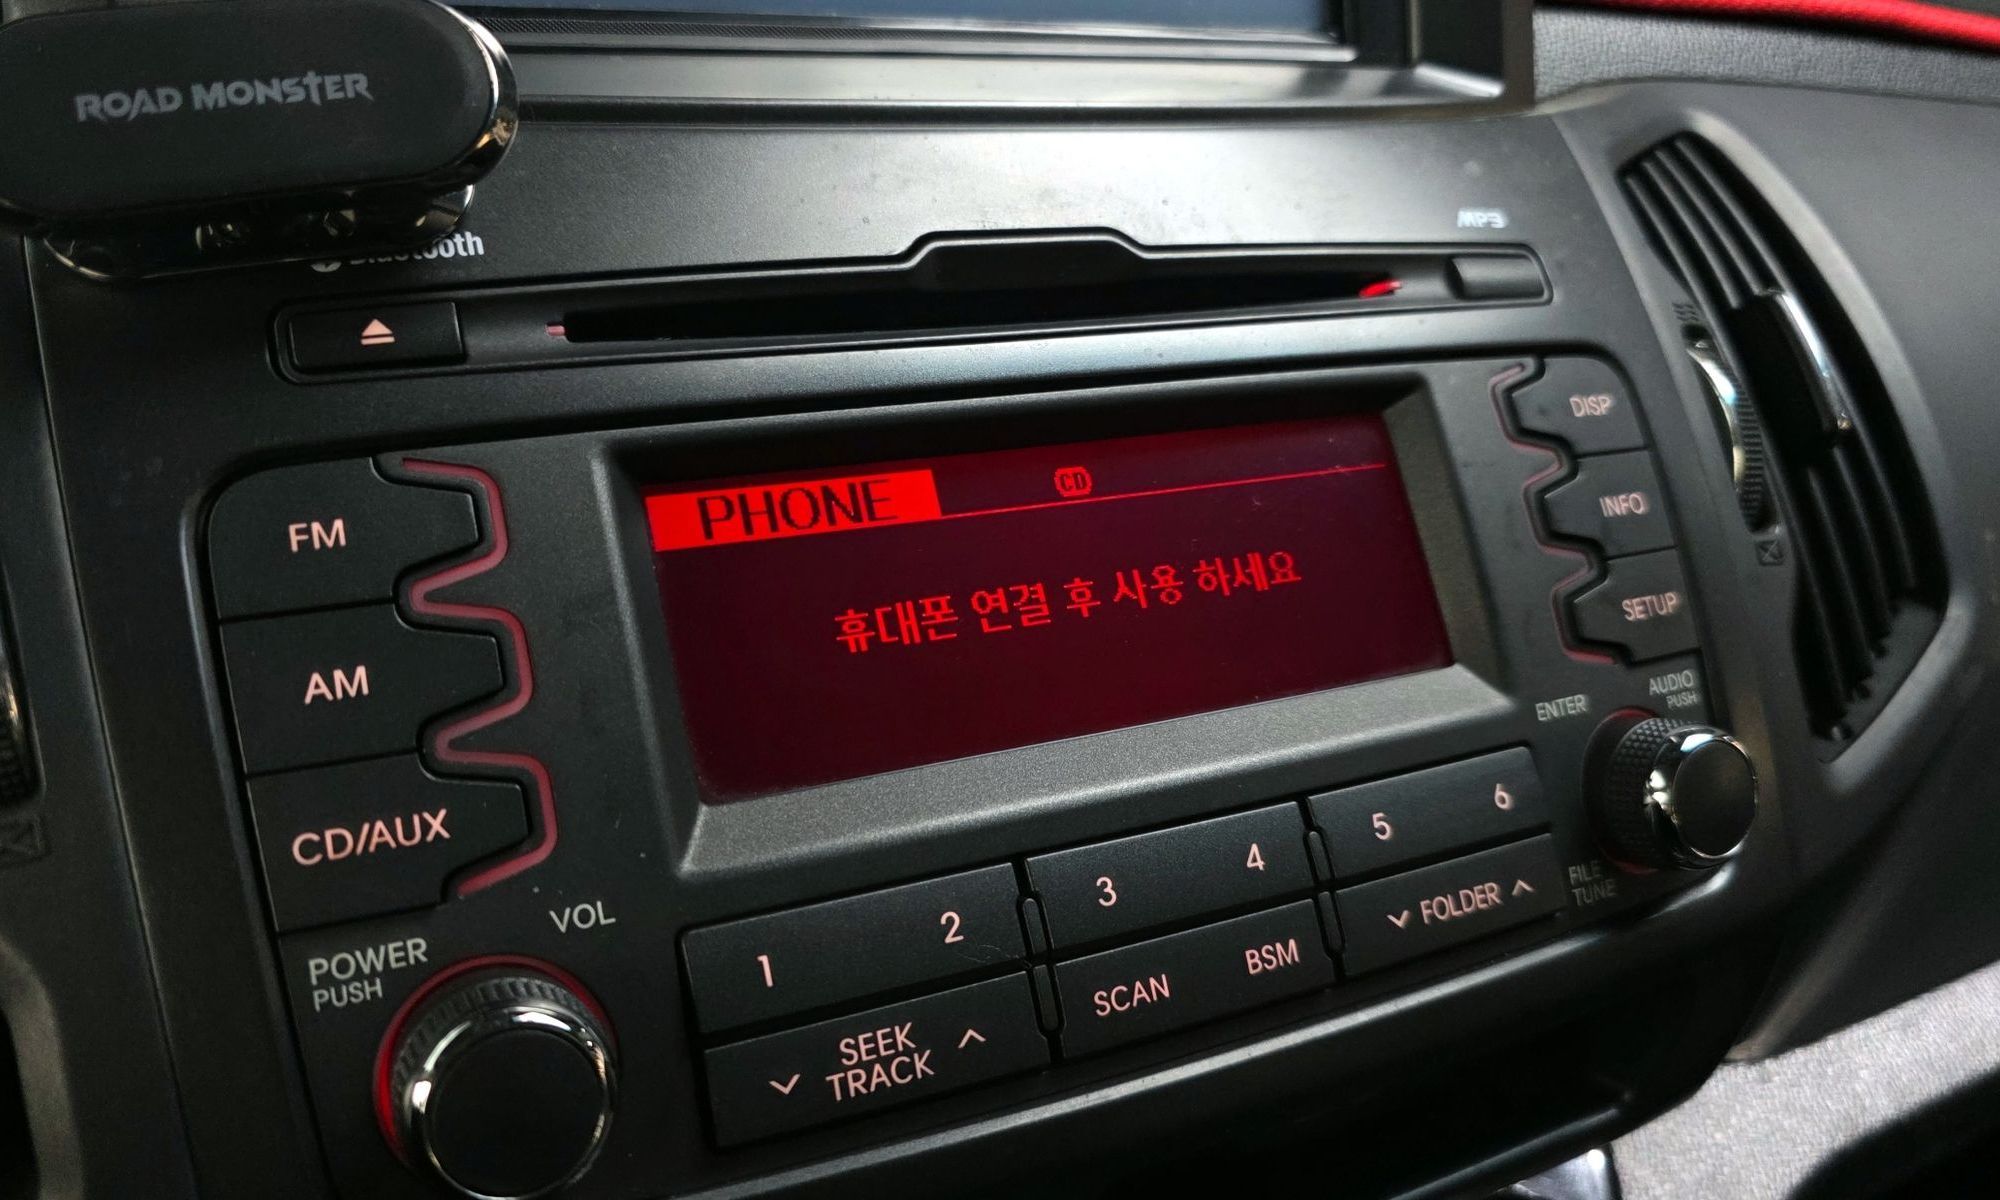 ROAD MONSTER
Bluetooth
MP3
DISP
PHONE
CD
INFO
FM
휴대폰 연결 후 사용 하세요
SETUP
AM
AUDIO
PUSH
ENTER
CD/AUX
5 6
3 4
VOL
1 2
FILE
TUNE
FOLDER
POWER
PUSH
SCAN BSM
SEEK
TRACK